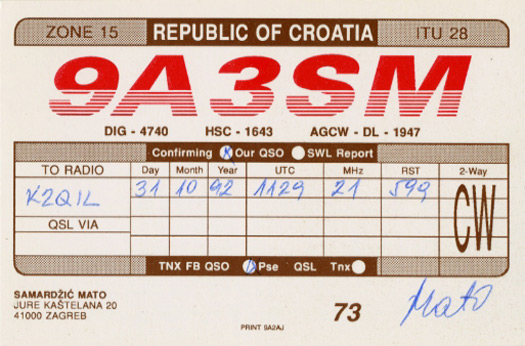 ZONE 15 REPUBLIC OF CROATIA ITU 28
9A3SM
DIG - 4740 HSC - 1643 AGCW - DL - 1947
Confirming Our QSO SWL Report
TO RADIO Day Month Year UTC MHz RST 2-Way
K2QIL 31 10 92 1129 21 599 CW
QSL VIA
TNX FB QSO Pse QSL Tnx
SAMARDŽIĆ MATO
JURE KAŠTELANA 20
41000 ZAGREB
73 Mato
PRINT 9A2AJ